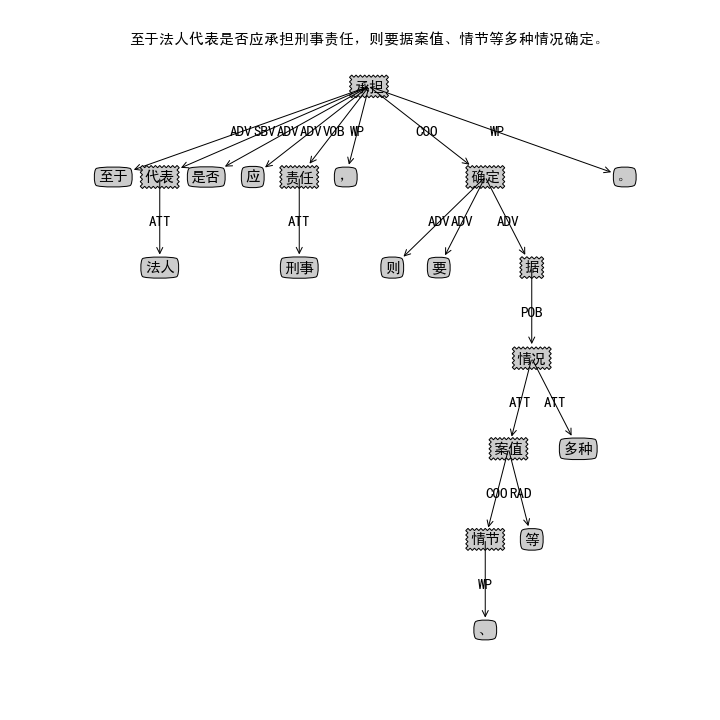 至于法人代表是否应承担刑事责任，则要据案值、情节等多种情况确定。
承担
ADV SBV ADV ADV VOB WP COO WP
至于 代表 是否 应 责任 ， 确定 。
ATT ATT ADV ADV ADV
法人 刑事 则 要 据
POB
情况
ATT ATT
案值 多种
COO RAD
情节 等
WP
、